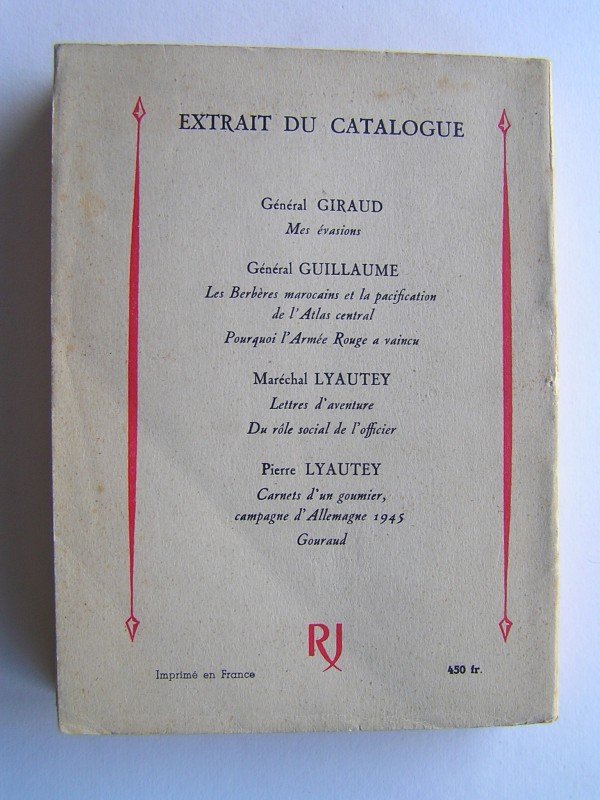 EXTRAIT DU CATALOGUE
Général GIRAUD
Mes évasions
Général GUILLAUME
Les Berbères marocains et la pacification
de l'Atlas central
Pourquoi l'Armée Rouge a vaincu
Maréchal LYAUTEY
Lettres d'aventure
Du rôle social de l'officier
Pierre LYAUTEY
Carnets d'un goumier,
campagne d'Allemagne 1945
Gouraud
RJ
Imprimé en France
450 fr.